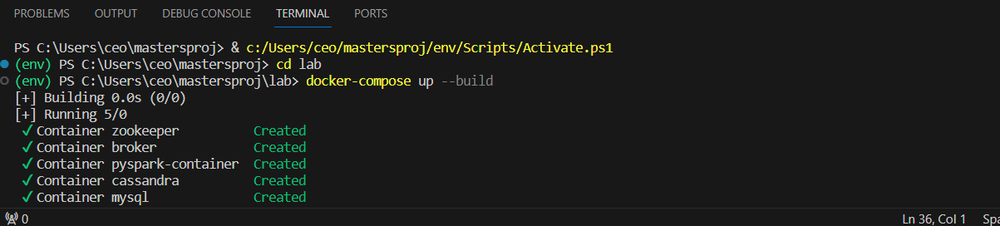 PROBLEMS OUTPUT DEBUG CONSOLE TERMINAL PORTS
PS C:\Users\ceo\mastersproj> & c:/Users/ceo/mastersproj/env/Scripts/Activate.ps1
(env) PS C:\Users\ceo\mastersproj> cd lab
(env) PS C:\Users\ceo\mastersproj\lab> docker-compose up --build
[+] Building 0.0s (0/0)
[+] Running 5/0
✔ Container zookeeper Created
✔ Container broker Created
✔ Container pyspark-container Created
✔ Container cassandra Created
✔ Container mysql Created
0 Ln 36, Col 1 Spa